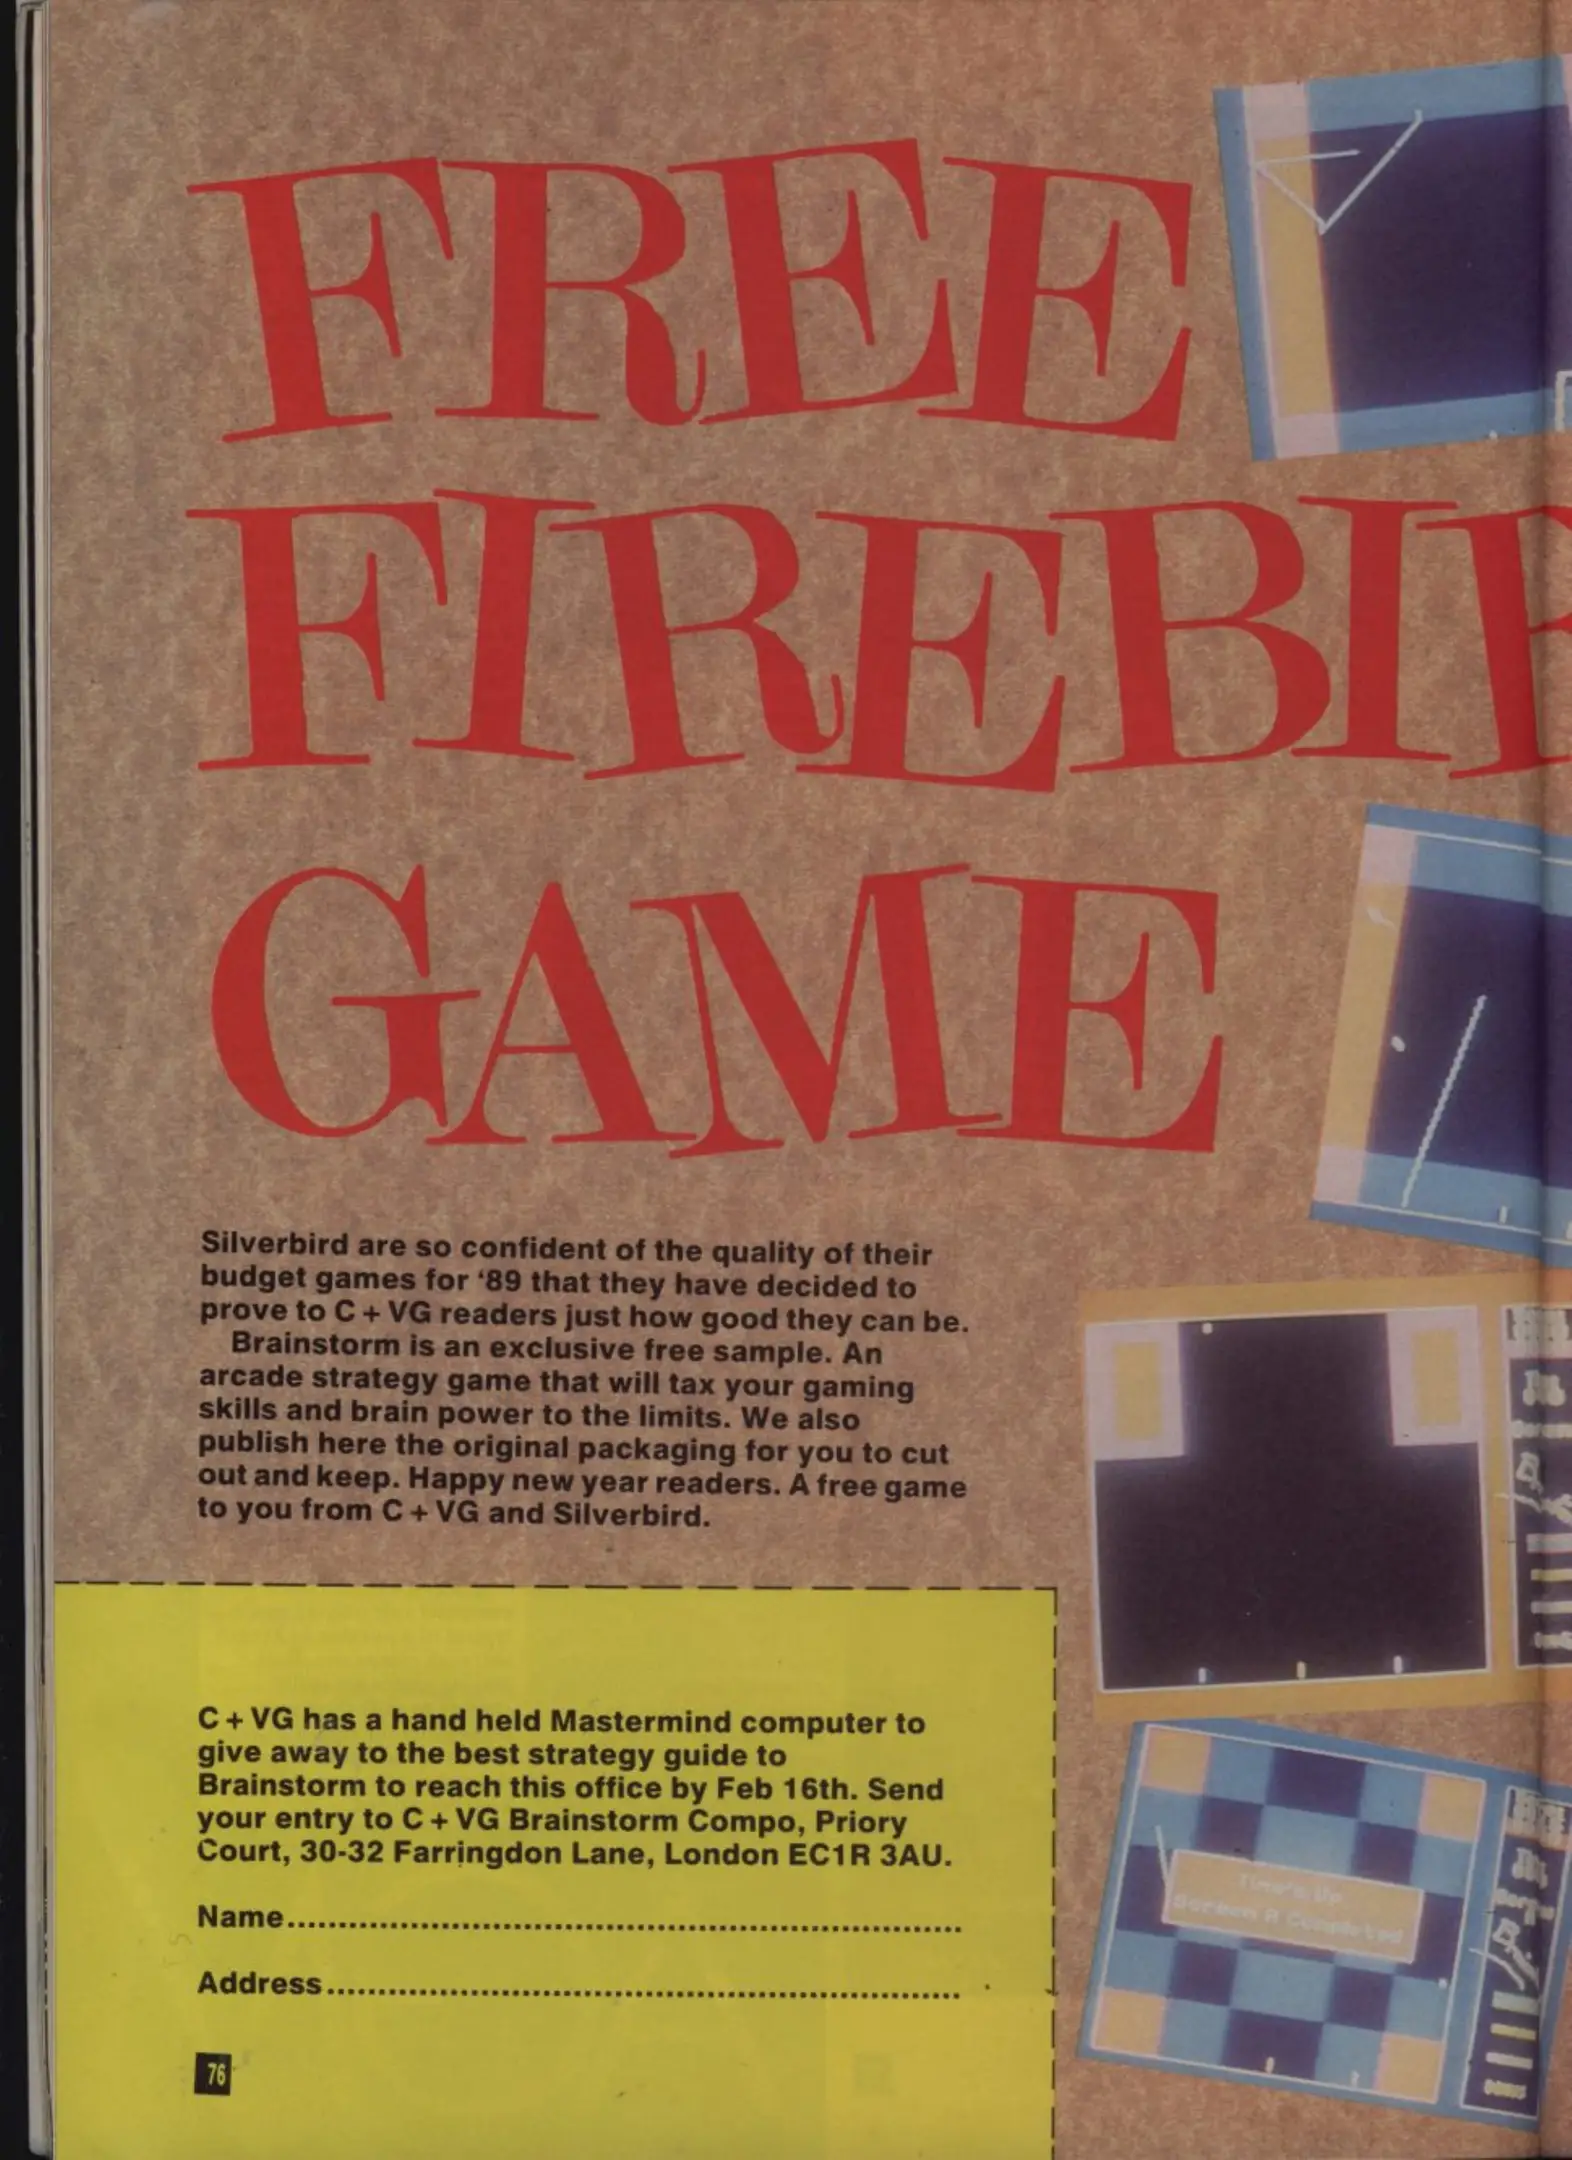 FREE
FIREBIR
GAME
Silverbird are so confident of the quality of their
budget games for ‘89 that they have decided to
prove to C + VG readers just how good they can be.
Brainstorm is an exclusive free sample. An
arcade strategy game that will tax your gaming
skills and brain power to the limits. We also
publish here the original packaging for you to cut
out and keep. Happy new year readers. A free game
to you from C + VG and Silverbird.
C + VG has a hand held Mastermind computer to
give away to the best strategy guide to
Brainstorm to reach this office by Feb 16th. Send
your entry to C + VG Brainstorm Compo, Priory
Court, 30-32 Farringdon Lane, London EC1R 3AU.
Name..................................................................
Address..............................................................
Time's Up
Screen A Completed
76